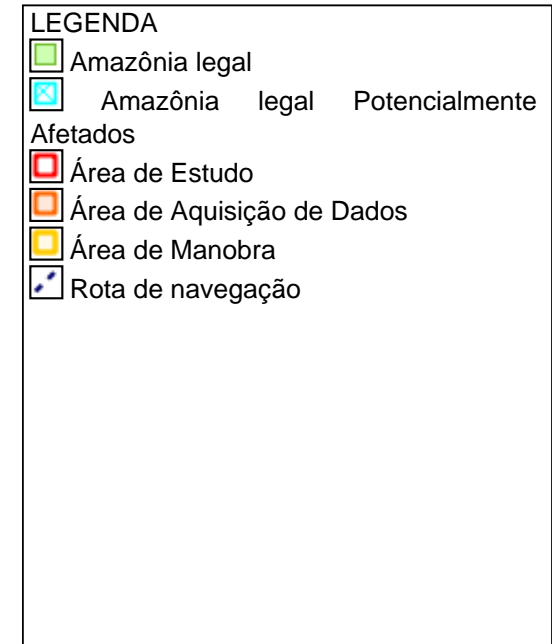 LEGENDA
Amazônia legal
Amazônia legal Potencialmente
Afetados
Área de Estudo
Área de Aquisição de Dados
Área de Manobra
Rota de navegação